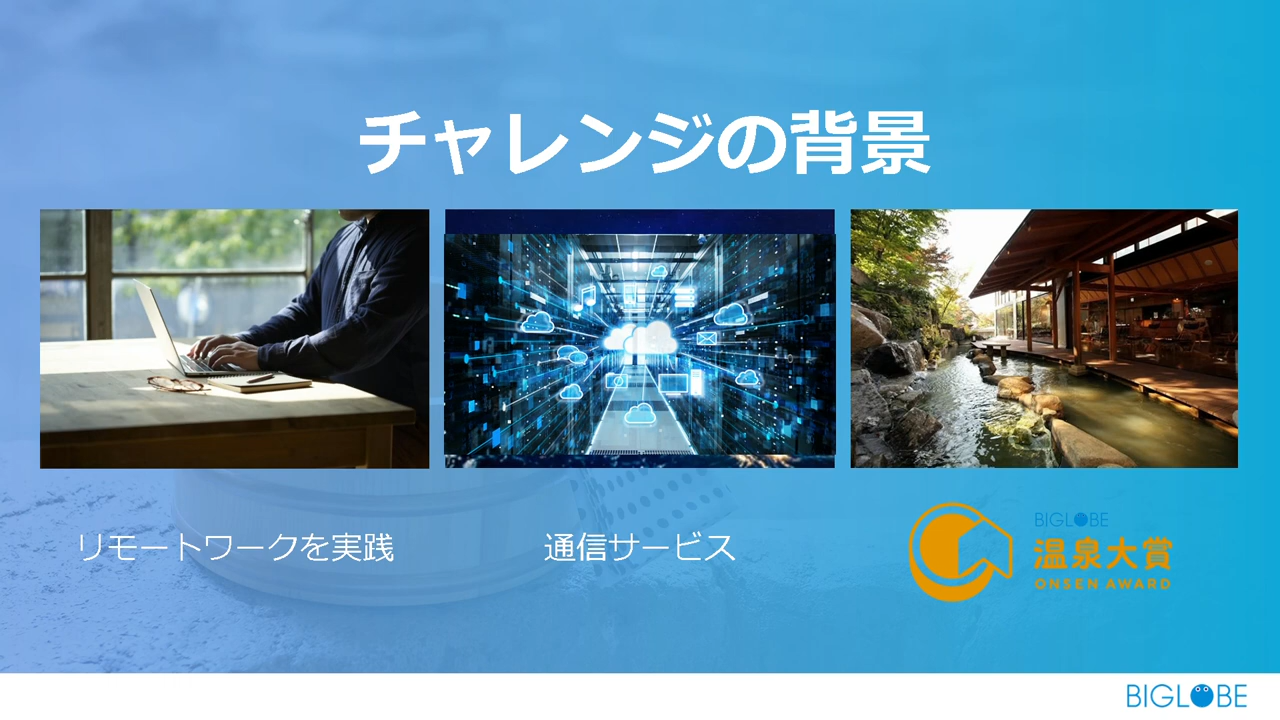 チャレンジの背景
リモートワークを実践
通信サービス
BIGLOBE
温泉大賞
ONSEN AWARD
BIGLOBE